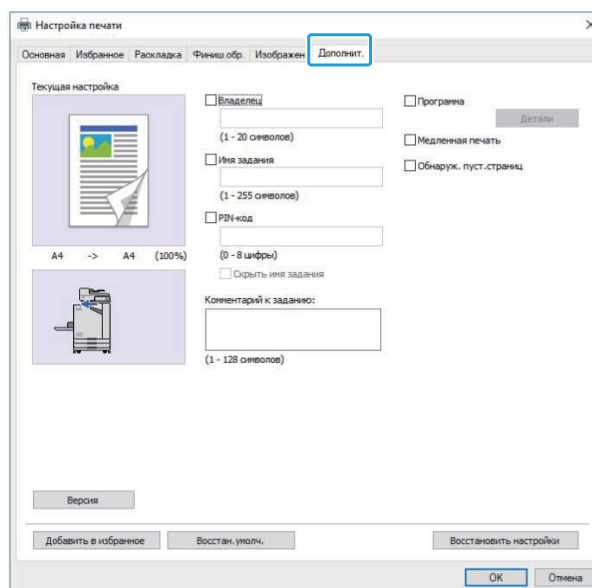 Настройка печати
Основная Избранное Раскладка Финиш обр. Изображен Дополнит.
Текущая настройка
A4 -> A4 (100%)
Версия
Владелец
(1 - 20 символов)
Имя задания
(1 - 255 символов)
PIN-код
(0 - 8 цифры)
Скрыть имя задания
Комментарий к заданию:
(1 - 128 символов)
Программа
Детали
Медленная печать
Обнаруж. пуст.страниц
Добавить в избранное Восстан.умолч. Восстановить настройки
OK Отмена